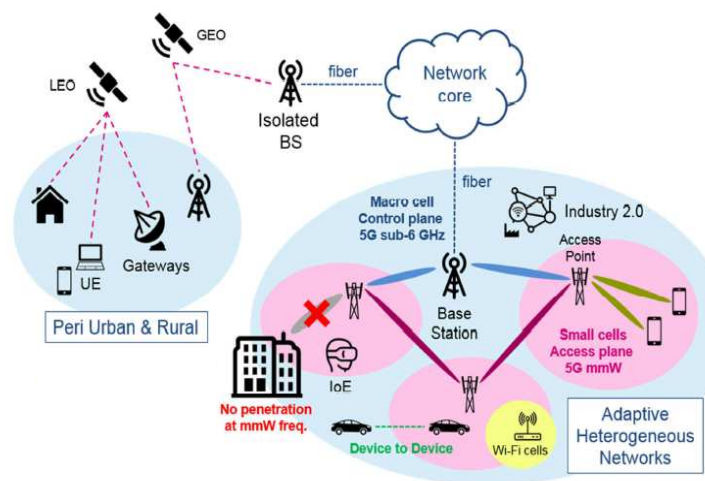 GEO
LEO
fiber
Network
core
Isolated
BS
fiber
Macro cell
Control plane
5G sub-6 GHz
Industry 2.0
Access
Point
UE
Gateways
Peri Urban & Rural
Base
Station
Small cells
Access plane
5G mmW
IoE
No penetration
at mmW freq.
Device to Device
Wi-Fi cells
Adaptive
Heterogeneous
Networks